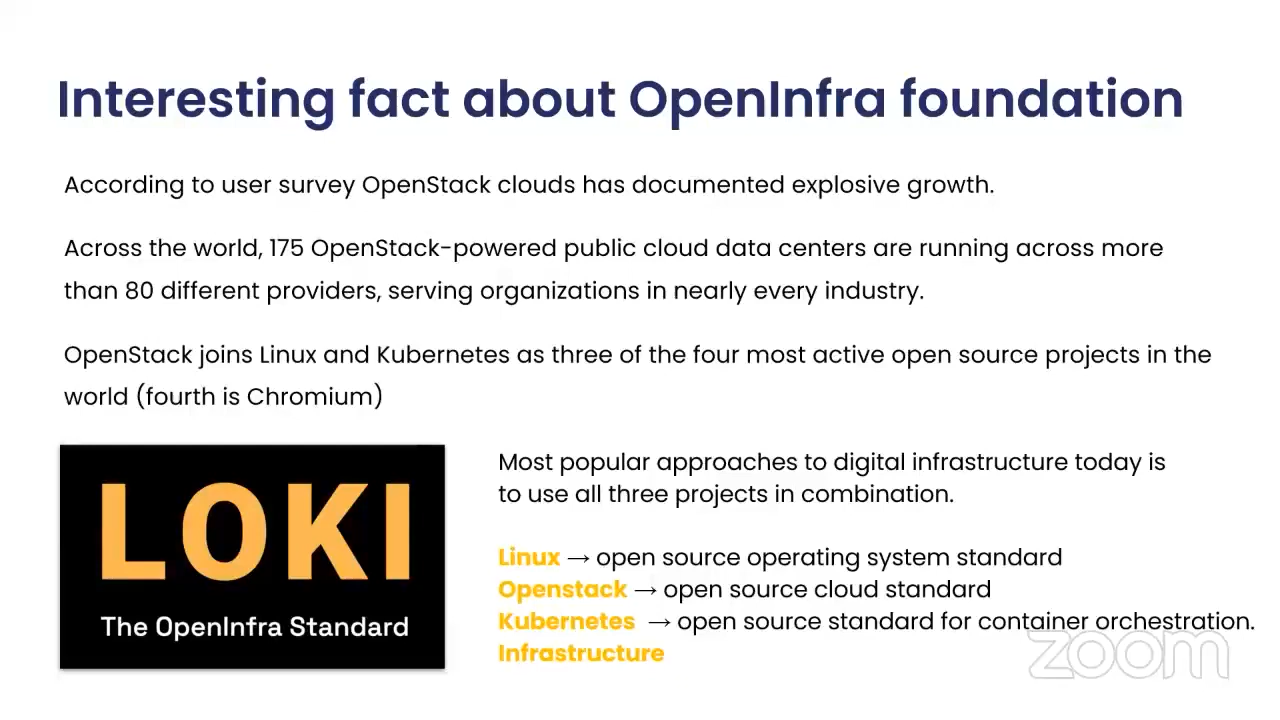 Interesting fact about OpenInfra foundation
According to user survey OpenStack clouds has documented explosive growth.
Across the world, 175 OpenStack-powered public cloud data centers are running across more
than 80 different providers, serving organizations in nearly every industry.
OpenStack joins Linux and Kubernetes as three of the four most active open source projects in the
world (fourth is Chromium)
LOKI
The OpenInfra Standard
Most popular approaches to digital infrastructure today is
to use all three projects in combination.
Linux → open source operating system standard
Openstack → open source cloud standard
Kubernetes → open source standard for container orchestration.
Infrastructure
zoom